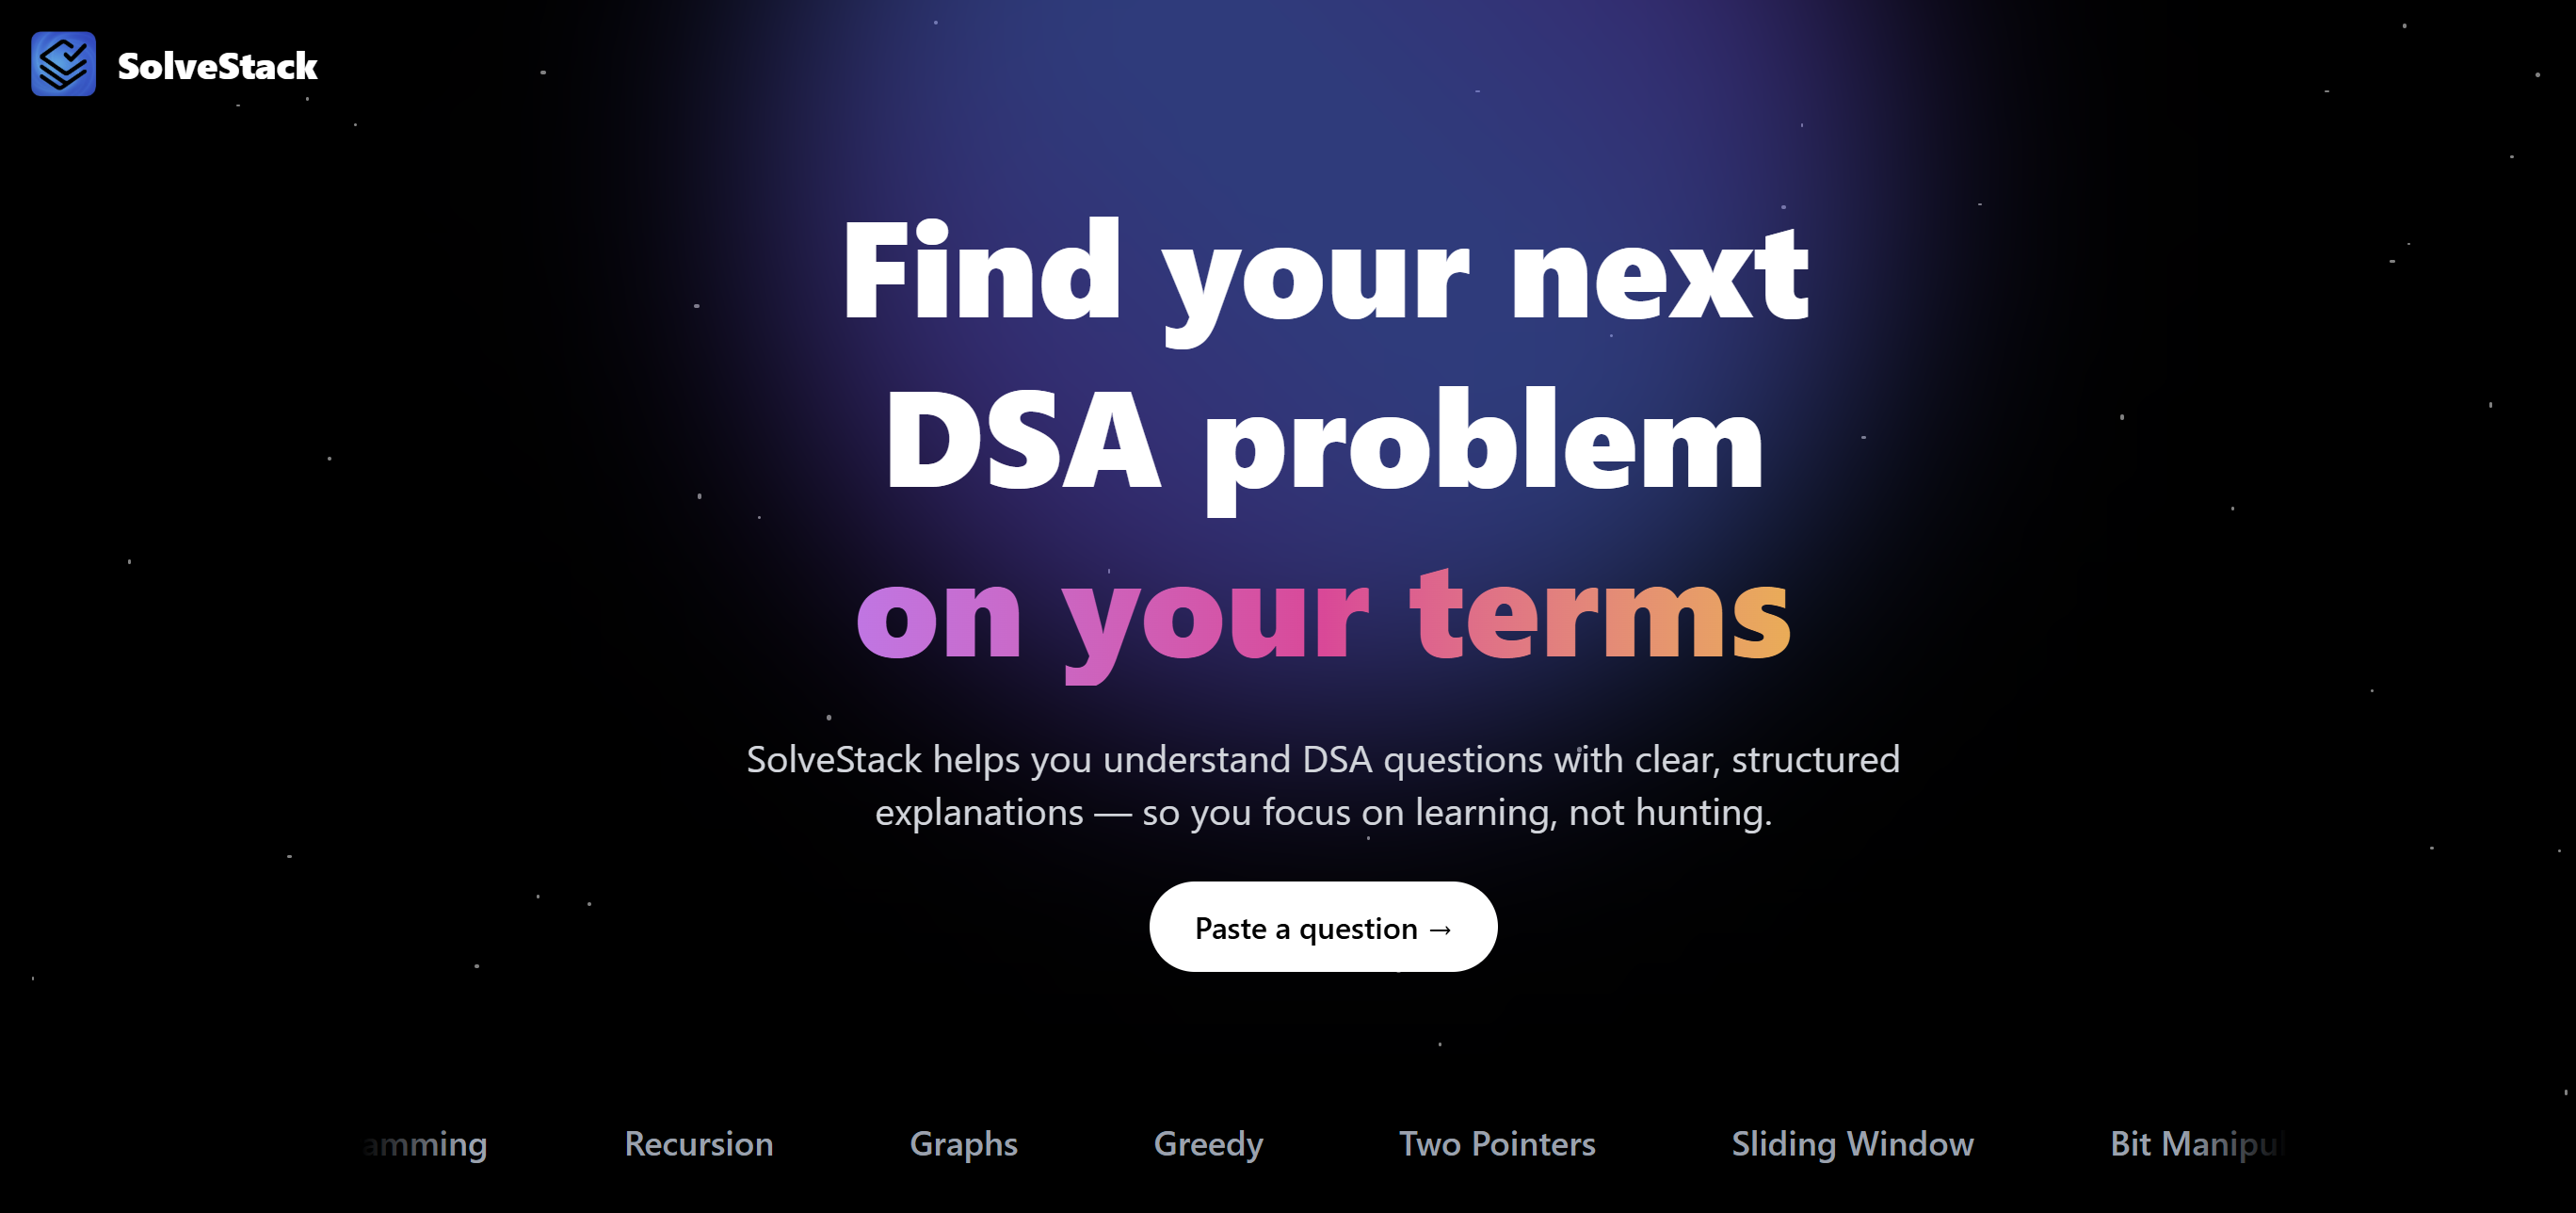 SolveStack
Find your next
DSA problem
on your terms
SolveStack helps you understand DSA questions with clear, structured
explanations — so you focus on learning, not hunting.
Paste a question →
amming Recursion Graphs Greedy Two Pointers Sliding Window Bit Manipul